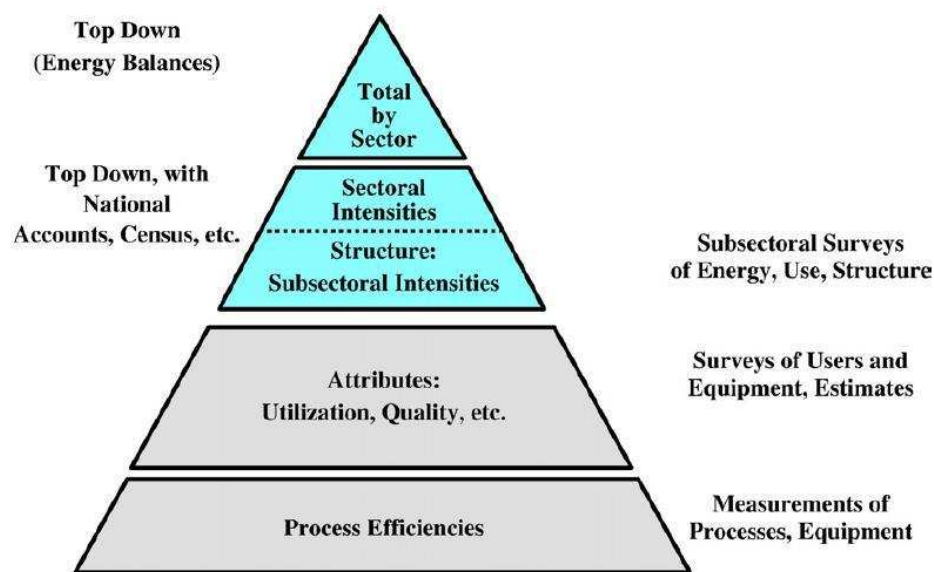 Top Down
(Energy Balances)
Total
by
Sector
Top Down, with
National
Accounts, Census, etc.
Sectoral
Intensities
Structure:
Subsectoral Intensities
Subsectoral Surveys
of Energy, Use, Structure
Attributes:
Utilization, Quality, etc.
Surveys of Users and
Equipment, Estimates
Process Efficiencies
Measurements of
Processes, Equipment